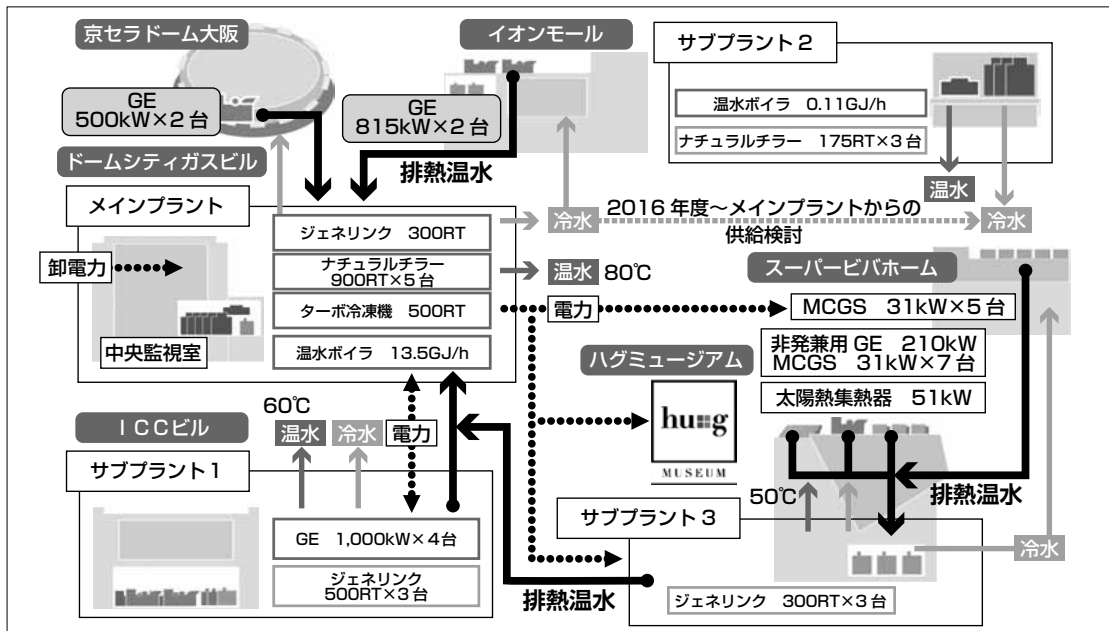 京セラドーム大阪
GE
500kW×2台
イオンモール
GE
815kW×2台
排熱温水
サブプラント2
温水ボイラ 0.11GJ/h
ナチュラルチラー 175RT×3台
温水
冷水
ドームシティガスビル
メインプラント
卸電力
中央監視室
ジェネリンク 300RT
ナチュラルチラー
900RT×5台
ターボ冷凍機 500RT
温水ボイラ 13.5GJ/h
冷水
2016年度〜メインプラントからの
供給検討
温水 80℃
電力
スーパービバホーム
MCGS 31kW×5台
非発兼用GE 210kW
MCGS 31kW×7台
太陽熱集熱器 51kW
ハグミュージアム
hu::g
MUSEUM
ICCビル
サブプラント1
60℃
温水
冷水
電力
GE 1,000kW×4台
ジェネリンク
500RT×3台
排熱温水
サブプラント3
50℃
排熱温水
冷水
ジェネリンク 300RT×3台